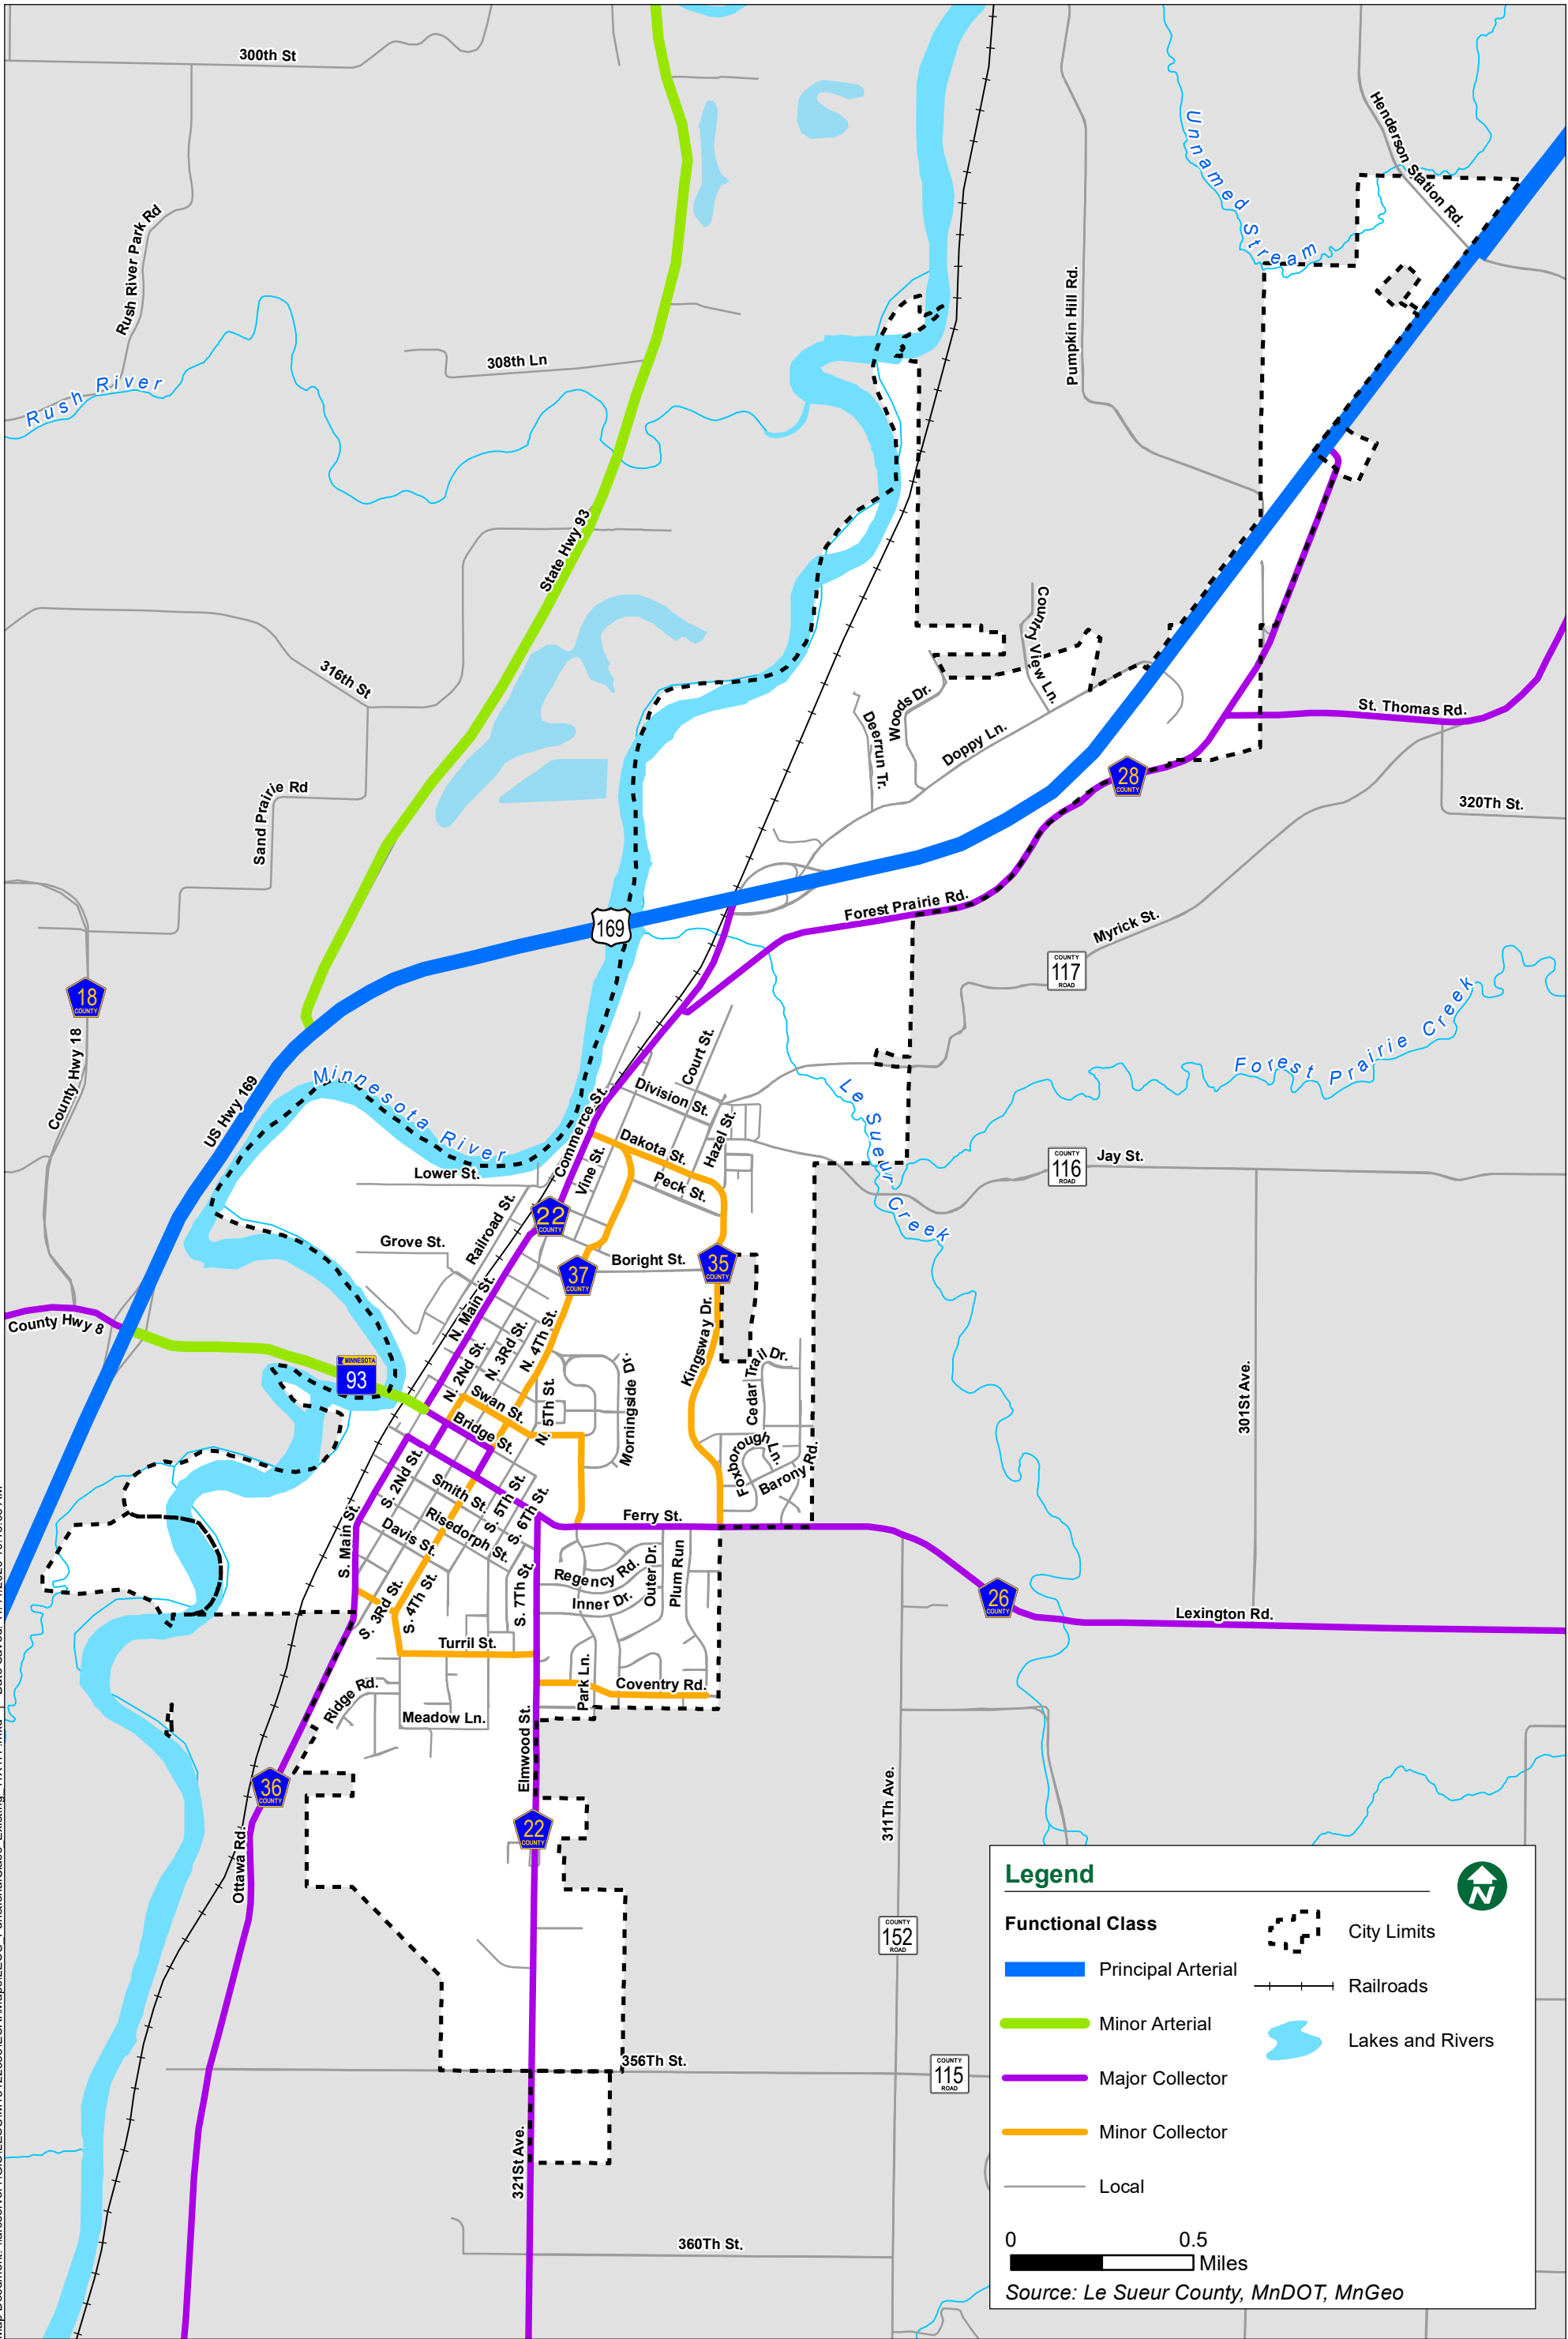 300th St
Henderson Station Rd.
Unnamed Stream
Rush River Park Rd
Pumpkin Hill Rd.
308th Ln
Rush River
State Hwy 93
Country View Ln.
316th St
Woods Dr.
Deerrun Tr.
Doppy Ln.
St. Thomas Rd.
28
COUNTY
Sand Prairie Rd
320Th St.
Forest Prairie Rd.
169
Myrick St.
COUNTY
117
ROAD
18
COUNTY
County Hwy 18
Forest Prairie Creek
Court St.
Minnesota River
US Hwy 169
Division St.
Le Sueur Creek
Commerce St.
Dakota St.
Hazel St.
Vine St.
Peck St.
Lower St.
COUNTY
116
ROAD
Jay St.
Railroad St.
22
COUNTY
Grove St.
37
COUNTY
Boright St.
35
COUNTY
County Hwy 8
N. Main St.
N. 3Rd St.
N. 4Th St.
Kingsway Dr.
MINNESOTA
93
N. 2Nd St.
Swan St.
N. 5Th St.
Morningside Dr.
Cedar Trail Dr.
301St Ave.
Bridge St.
Foxborough Ln.
Barony Rd.
S. 2Nd St.
Smith St.
S. 5Th St.
S. 6Th St.
Ferry St.
S. Main St.
Davis St.
Risedorph St.
Regency Rd.
Outer Dr.
Plum Run
Inner Dr.
S. 7Th St.
26
COUNTY
Lexington Rd.
S. 3Rd St.
S. 4Th St.
Turril St.
Park Ln.
Coventry Rd.
Ridge Rd.
Meadow Ln.
Elmwood St.
36
COUNTY
22
COUNTY
311Th Ave.
Ottawa Rd.
COUNTY
152
ROAD
356Th St.
COUNTY
115
ROAD
321St Ave.
360Th St.
Legend
N
Functional Class
City Limits
Principal Arterial
Railroads
Minor Arterial
Lakes and Rivers
Major Collector
Minor Collector
Local
0 0.5
Miles
Source: Le Sueur County, MnDOT, MnGeo